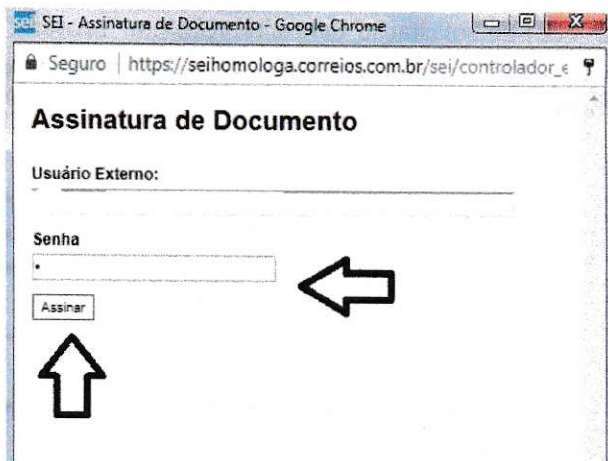 sei SEI - Assinatura de Documento - Google Chrome
Seguro | https://seihomologa.correios.com.br/sei/controlador_e
Assinatura de Documento
Usuário Externo:
Senha
Assinar